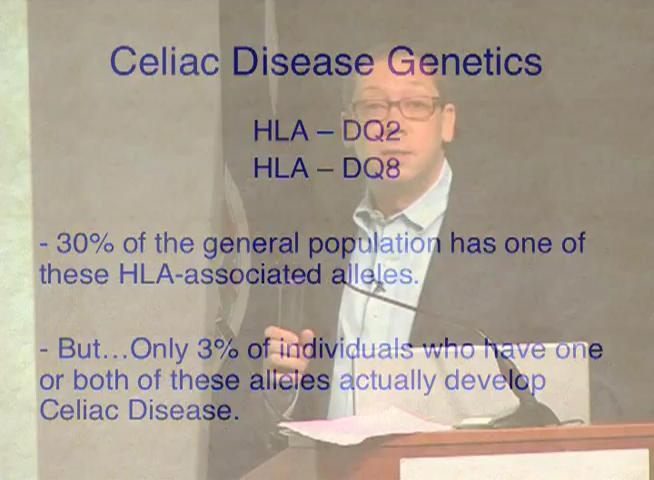 Celiac Disease Genetics
HLA – DQ2
HLA – DQ8
- 30% of the general population has one of
these HLA-associated alleles.
- But…Only 3% of individuals who have one
or both of these alleles actually develop
Celiac Disease.